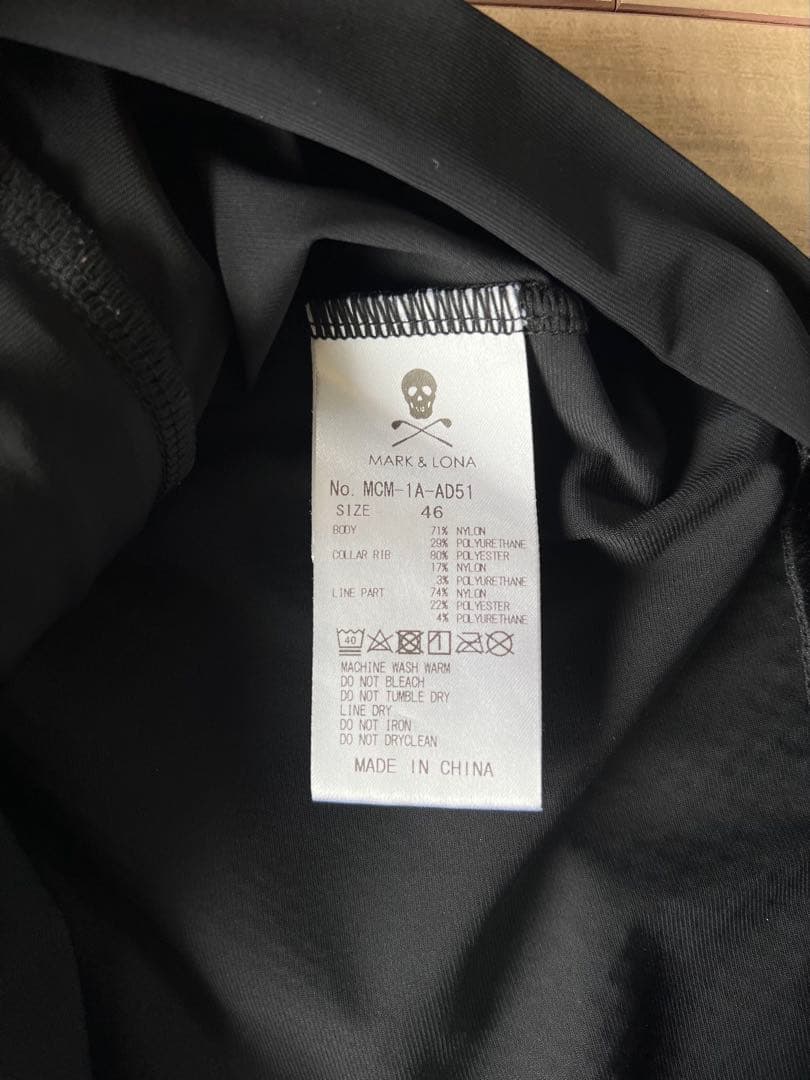 MARK & LONA
No. MCM-1A-AD51
SIZE 46
BODY 71% NYLON
29% POLYURETHANE
COLLAR RIB 80% POLYESTER
17% NYLON
3% POLYURETHANE
LINE PART 74% NYLON
22% POLYESTER
4% POLYURETHANE
40
MACHINE WASH WARM
DO NOT BLEACH
DO NOT TUMBLE DRY
LINE DRY
DO NOT IRON
DO NOT DRYCLEAN
MADE IN CHINA